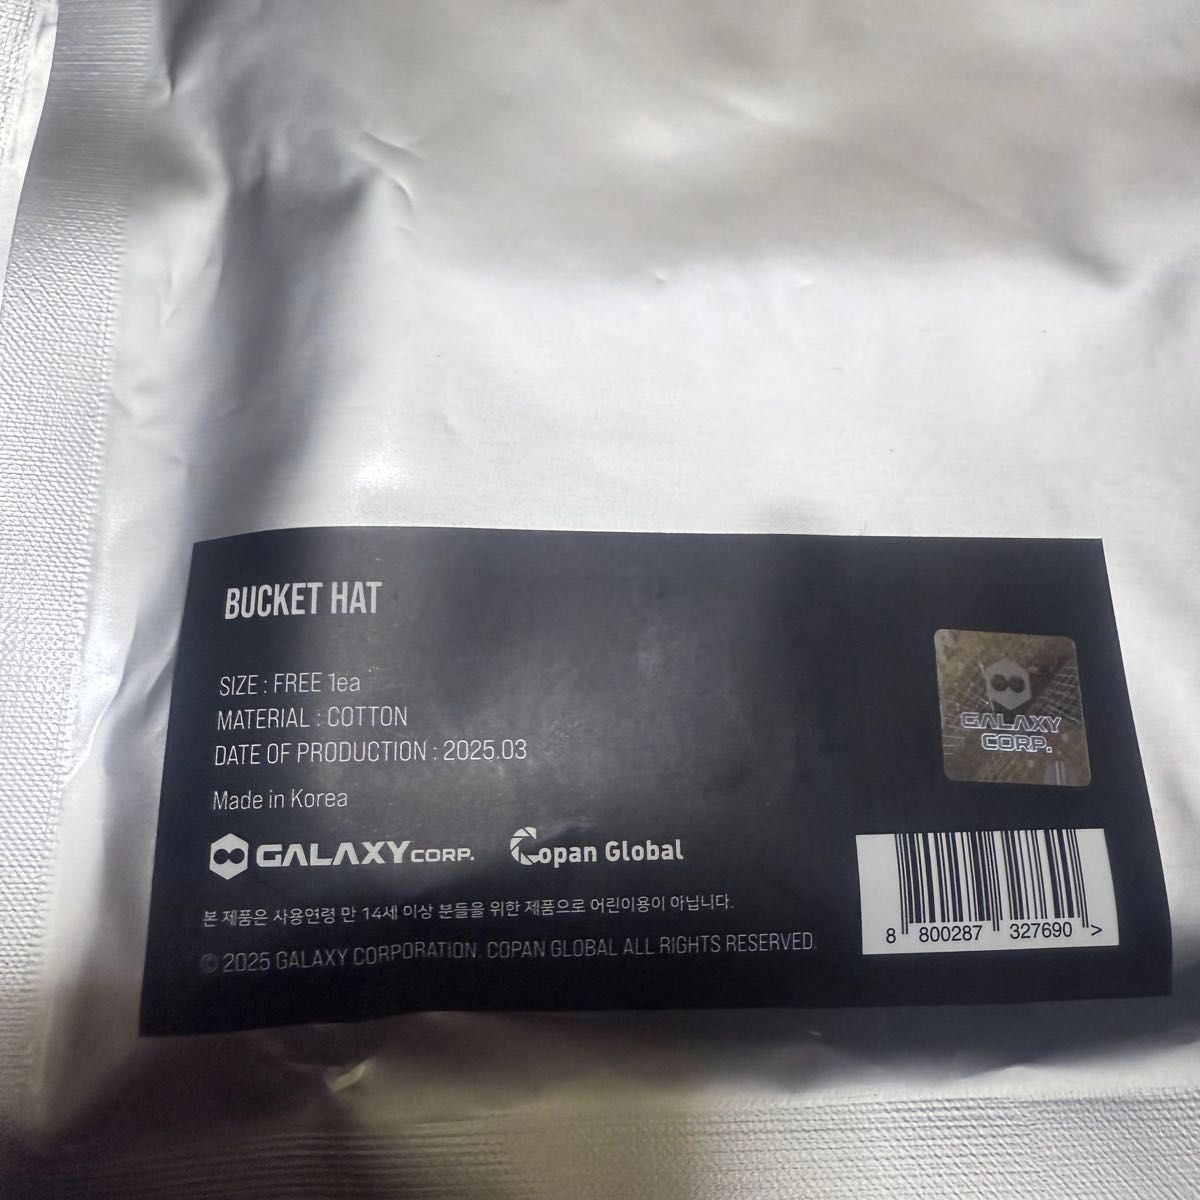 BUCKET HAT
SIZE : FREE 1ea
MATERIAL : COTTON
DATE OF PRODUCTION : 2025.03
Made in Korea
GALAXY CORP.
Copan Global
본 제품은 사용연령 만 14세 이상 분들을 위한 제품으로 어린이용이 아닙니다.
© 2025 GALAXY CORPORATION. COPAN GLOBAL ALL RIGHTS RESERVED.
GALAXY
CORP.
8 800287 327690 >